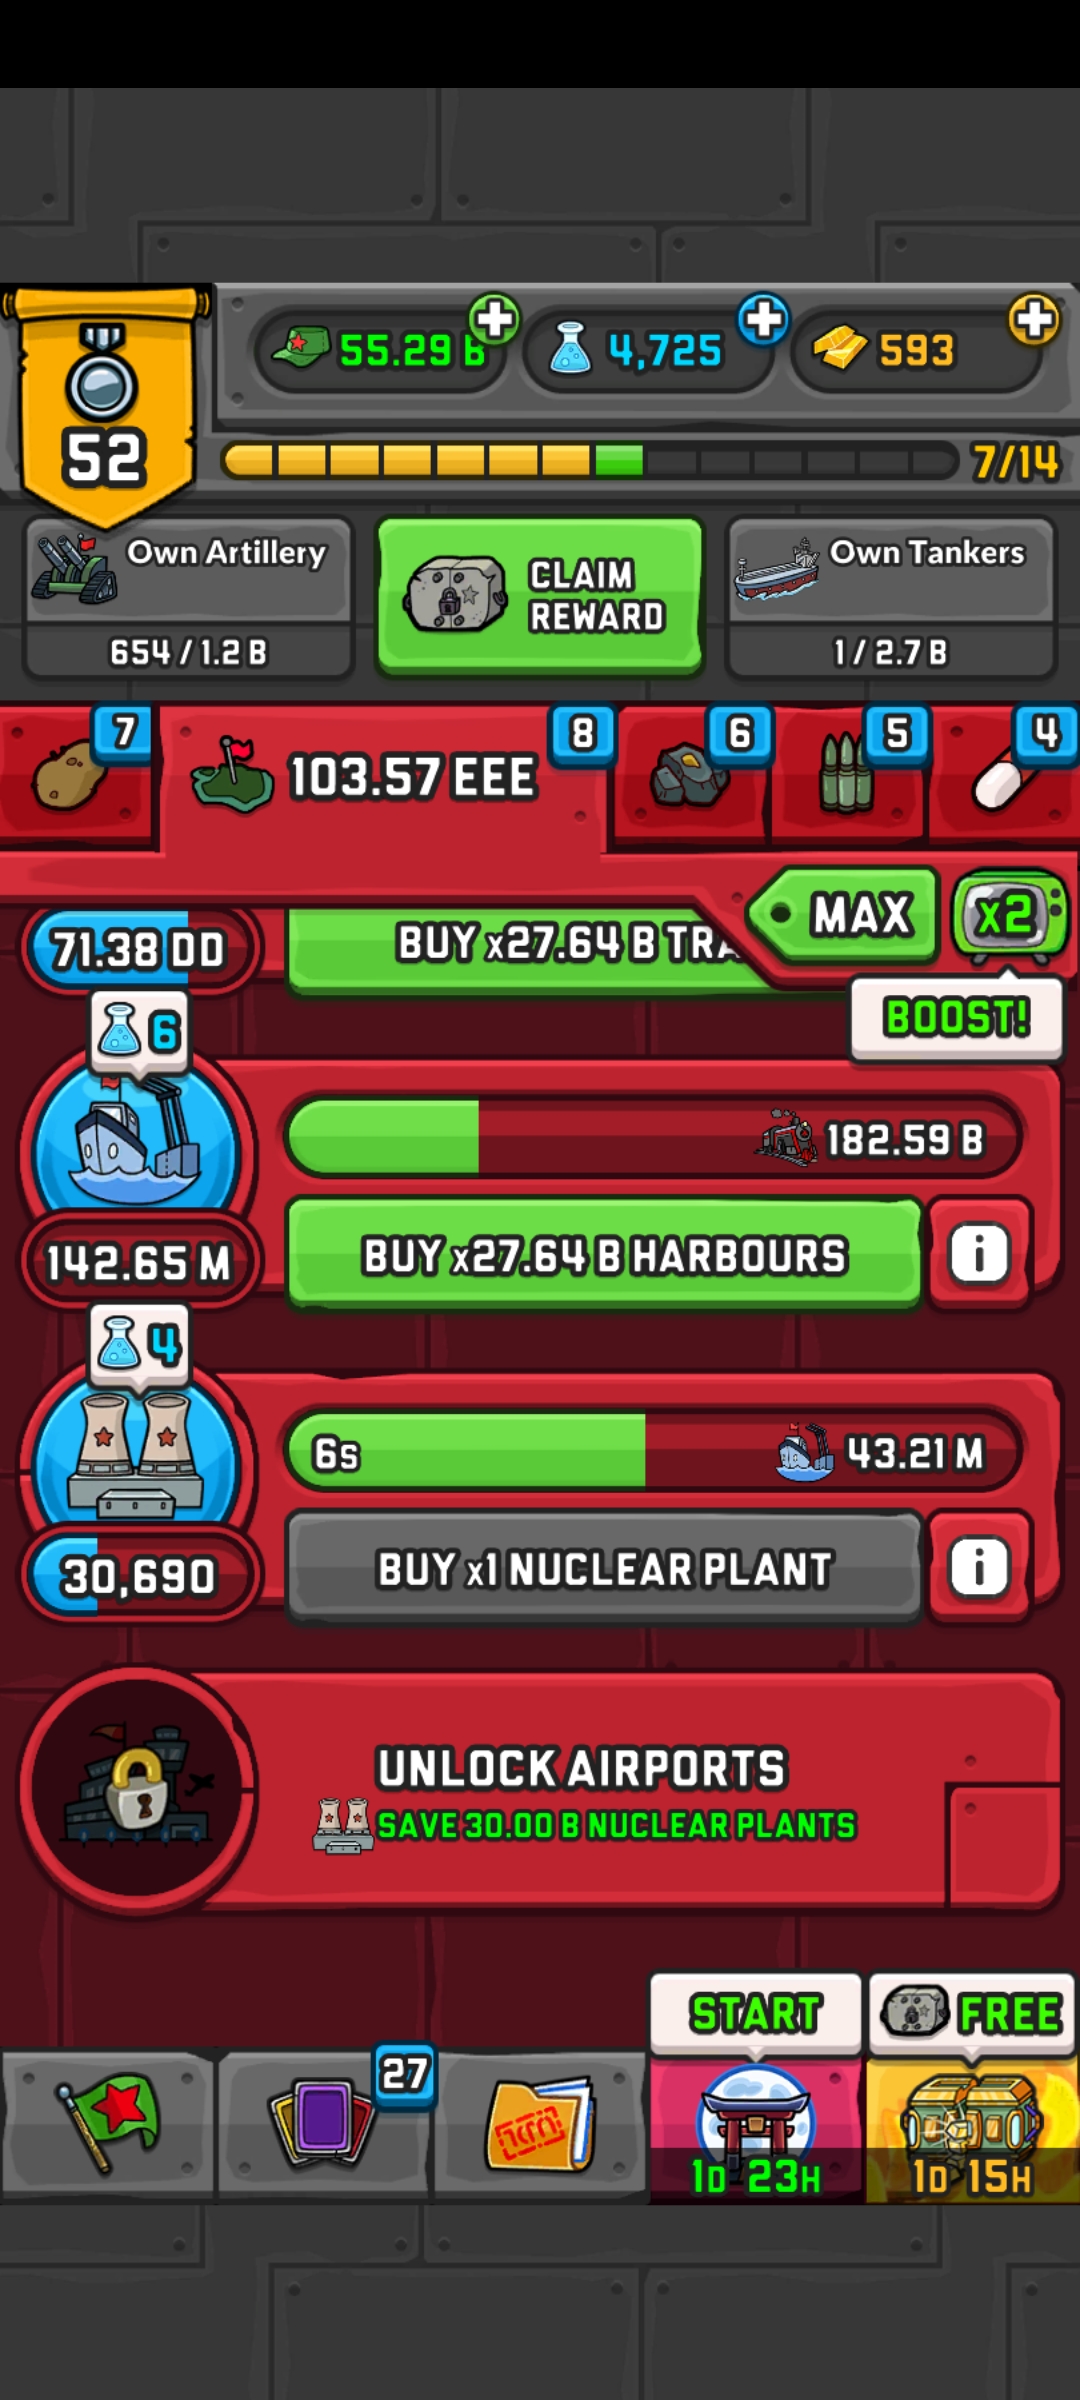 55.29 B
4,725
593
52
7/14
Own Artillery
654 / 1.2 B
CLAIM
REWARD
Own Tankers
1 / 2.7 B
7
103.57 EEE
8
6
5
4
MAX
x2
BOOST!
71.38 DD
BUY x27.64 B TRA
6
182.59 B
142.65 M
BUY x27.64 B HARBOURS
i
4
6s
43.21 M
30,690
BUY x1 NUCLEAR PLANT
i
UNLOCK AIRPORTS
SAVE 30.00 B NUCLEAR PLANTS
START
FREE
27
1D 23H
1D 15H